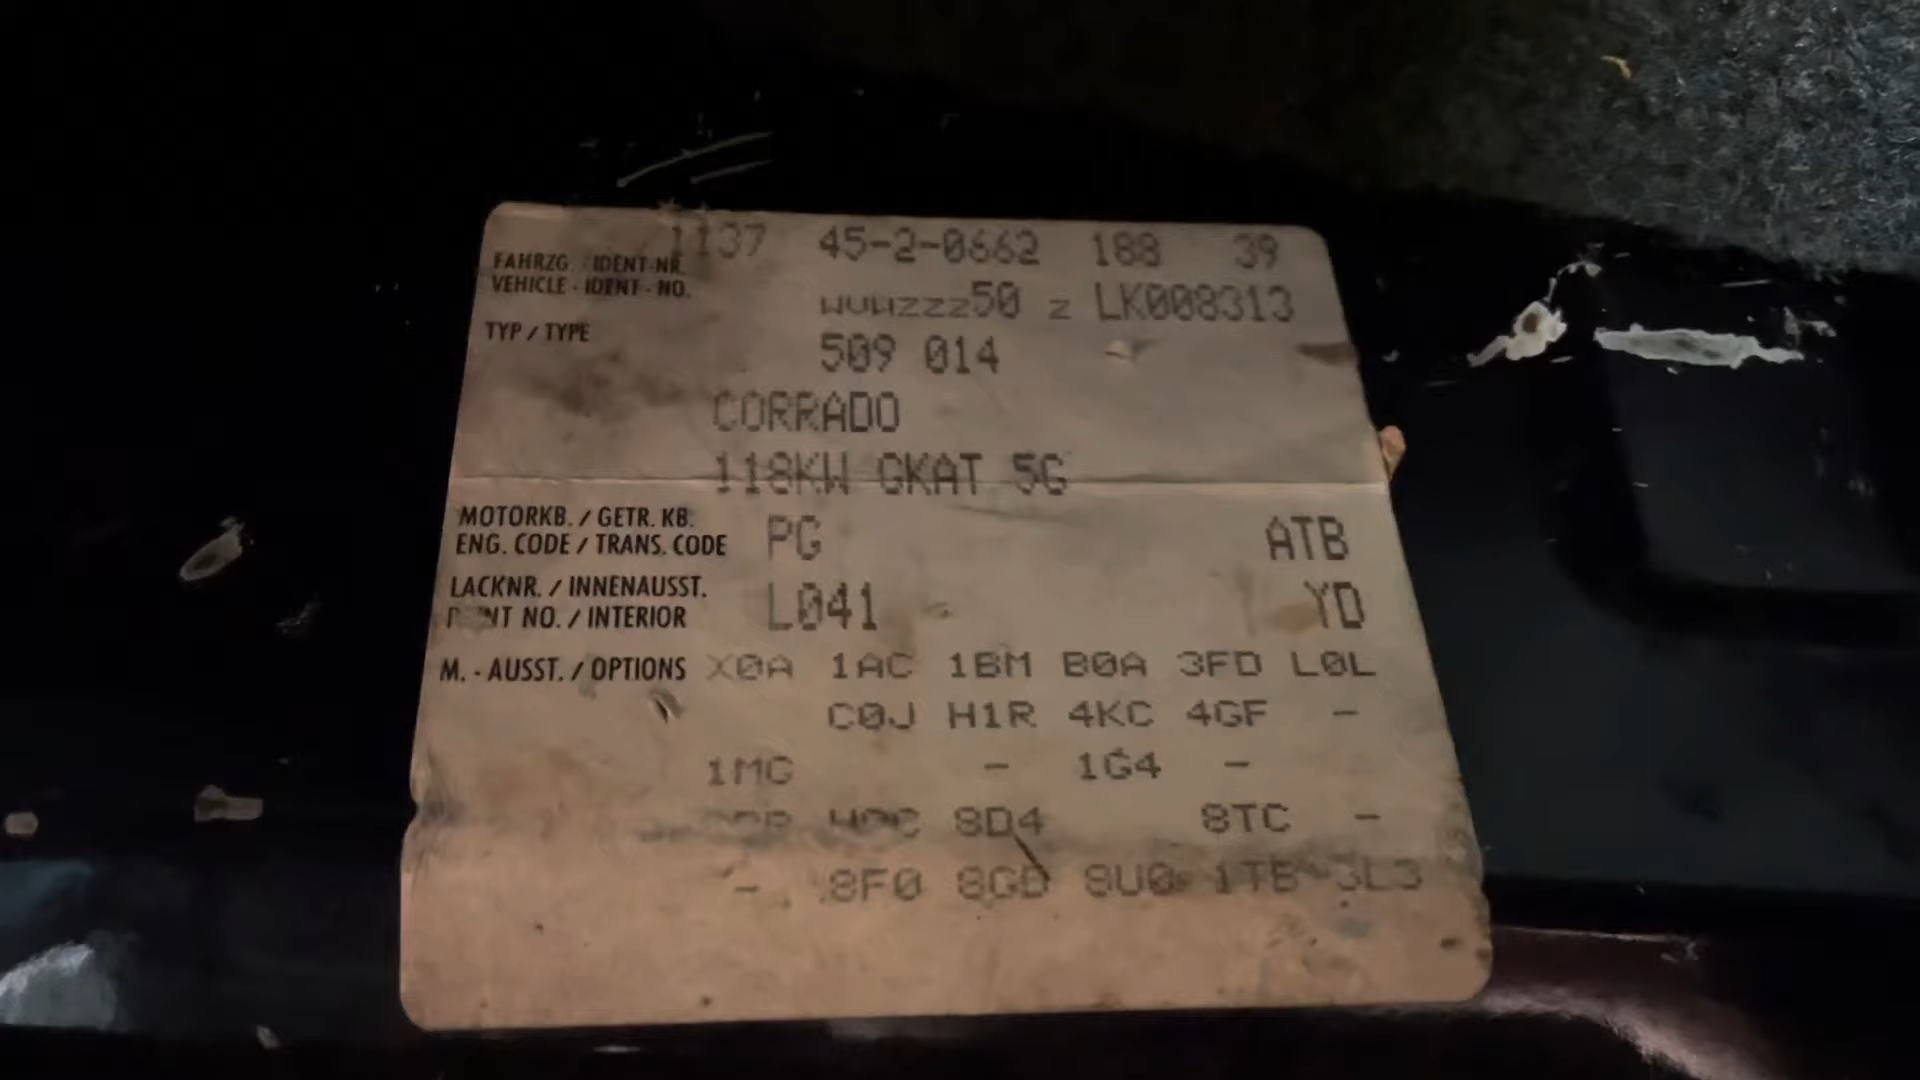 1137 45-2-0662 188 39
FAHRZG. - IDENT-NR.
VEHICLE - IDENT - NO. WVWZZZ50 Z LK008313
TYP / TYPE 509 014
CORRADO
118KW GKAT 5G
MOTORKB. / GETR. KB.
ENG. CODE / TRANS. CODE PG ATB
LACKNR. / INNENAUSST.
NO. / INTERIOR L041 YD
M. - AUSST. / OPTIONS X0A 1AC 1BM B0A 3FD L0L
C0J H1R 4KC 4GF -
1MG - 1G4 -
8D4 8TC -
- 8F0 8GD 8U0 1TB 3L3